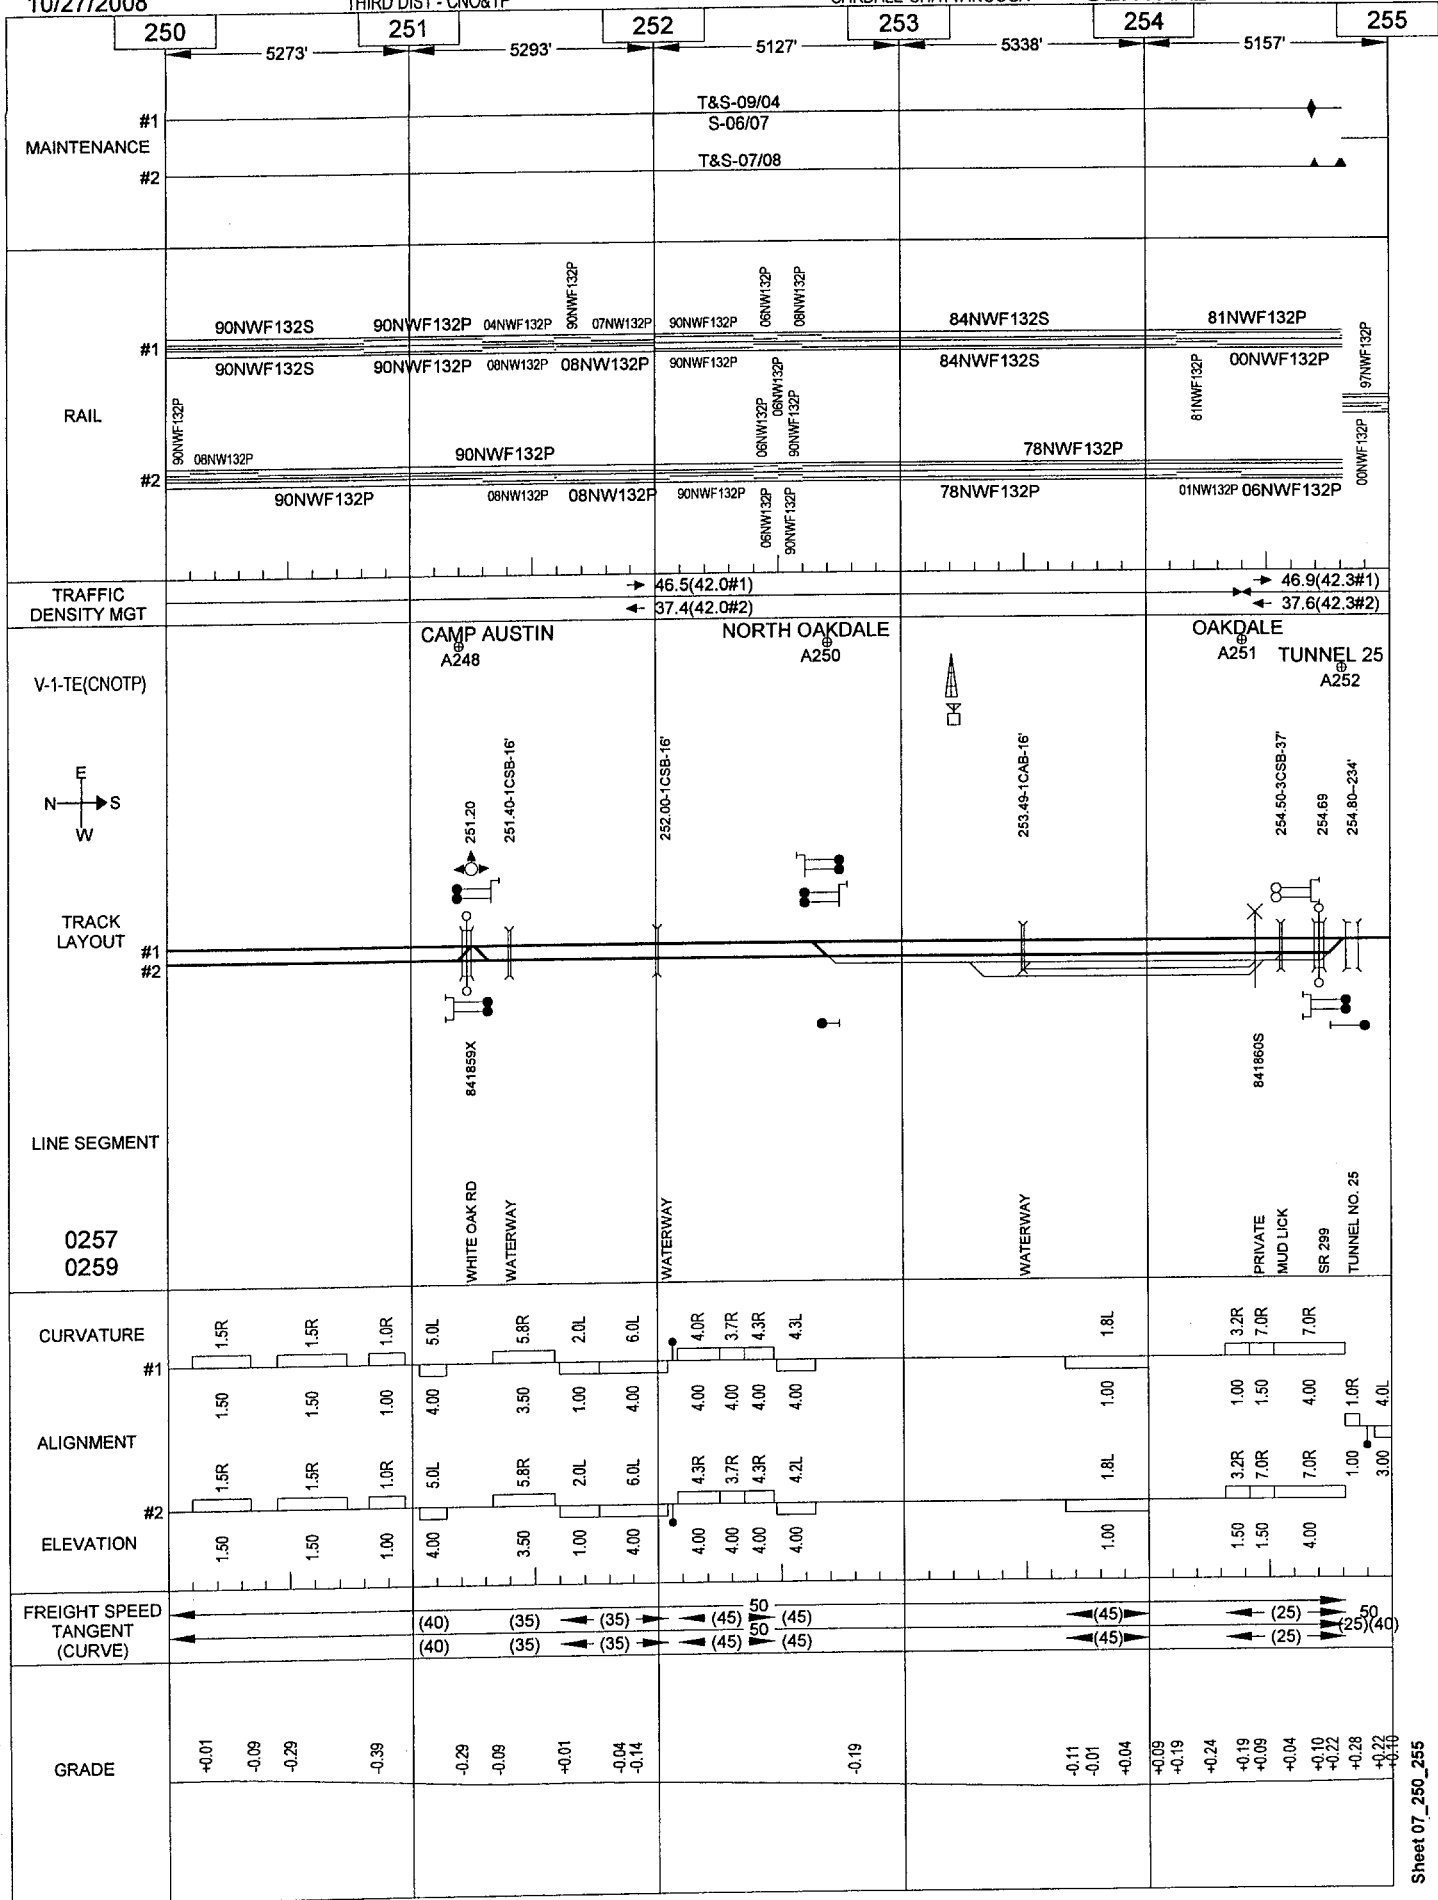 10/27/2008 THIRD DIST - CNO&TP
250 251 252 253 254 255
5273' 5293' 5127' 5338' 5157'
MAINTENANCE
#1
T&S-09/04
S-06/07
#2
T&S-07/08
RAIL
#1
90NWF132S 90NWF132P 04NWF132P 90NWF132P 07NW132P 90NWF132P 06NW132P 08NW132P 84NWF132S 81NWF132P
90NWF132S 90NWF132P 08NW132P 08NW132P 90NWF132P 06NW132P 84NWF132S 81NWF132P 00NWF132P 97NWF132P
#2
90NWF132P 08NW132P 90NWF132P 06NW132P 90NWF132P 78NWF132P
90NWF132P 08NW132P 08NW132P 90NWF132P 06NW132P 90NWF132P 78NWF132P 01NW132P 06NWF132P 00NWF132P
TRAFFIC
DENSITY MGT
46.5(42.0#1) 46.9(42.3#1)
37.4(42.0#2) 37.6(42.3#2)
V-1-TE(CNOTP)
CAMP AUSTIN
A248
NORTH OAKDALE
A250
OAKDALE
A251
TUNNEL 25
A252
E
N S
W
251.20
251.40-1CSB-16'
252.00-1CSB-16'
253.49-1CAB-16'
254.50-3CSB-37'
254.69
254.80--234'
TRACK
LAYOUT
#1
#2
841859X
841860S
LINE SEGMENT
0257
0259
WHITE OAK RD
WATERWAY
WATERWAY
WATERWAY
PRIVATE
MUD LICK
SR 299
TUNNEL NO. 25
CURVATURE
#1
1.5R 1.5R 1.0R 5.0L 5.8R 2.0L 6.0L 4.0R 3.7R 4.3R 4.3L 1.8L 3.2R 7.0R 7.0R
1.50 1.50 1.00 4.00 3.50 1.00 4.00 4.00 4.00 4.00 4.00 1.00 1.00 1.50 4.00 1.0R 4.0L
ALIGNMENT
#2
1.5R 1.5R 1.0R 5.0L 5.8R 2.0L 6.0L 4.3R 3.7R 4.3R 4.2L 1.8L 3.2R 7.0R 7.0R 1.00 3.00
ELEVATION
1.50 1.50 1.00 4.00 3.50 1.00 4.00 4.00 4.00 4.00 4.00 1.00 1.50 1.50 4.00
FREIGHT SPEED
TANGENT
(CURVE)
50 50
(40) (35) (35) (45) (45) (45) (25) (25)(40)
50
(40) (35) (35) (45) (45) (45) (25)
GRADE
+0.01 -0.09 -0.29 -0.39 -0.29 -0.09 +0.01 -0.04 -0.14 -0.19 -0.11 -0.01 +0.04 +0.09 +0.19 +0.24 +0.19 +0.09 +0.04 +0.10 +0.22 +0.28 +0.22 +0.10
Sheet 07_250_255